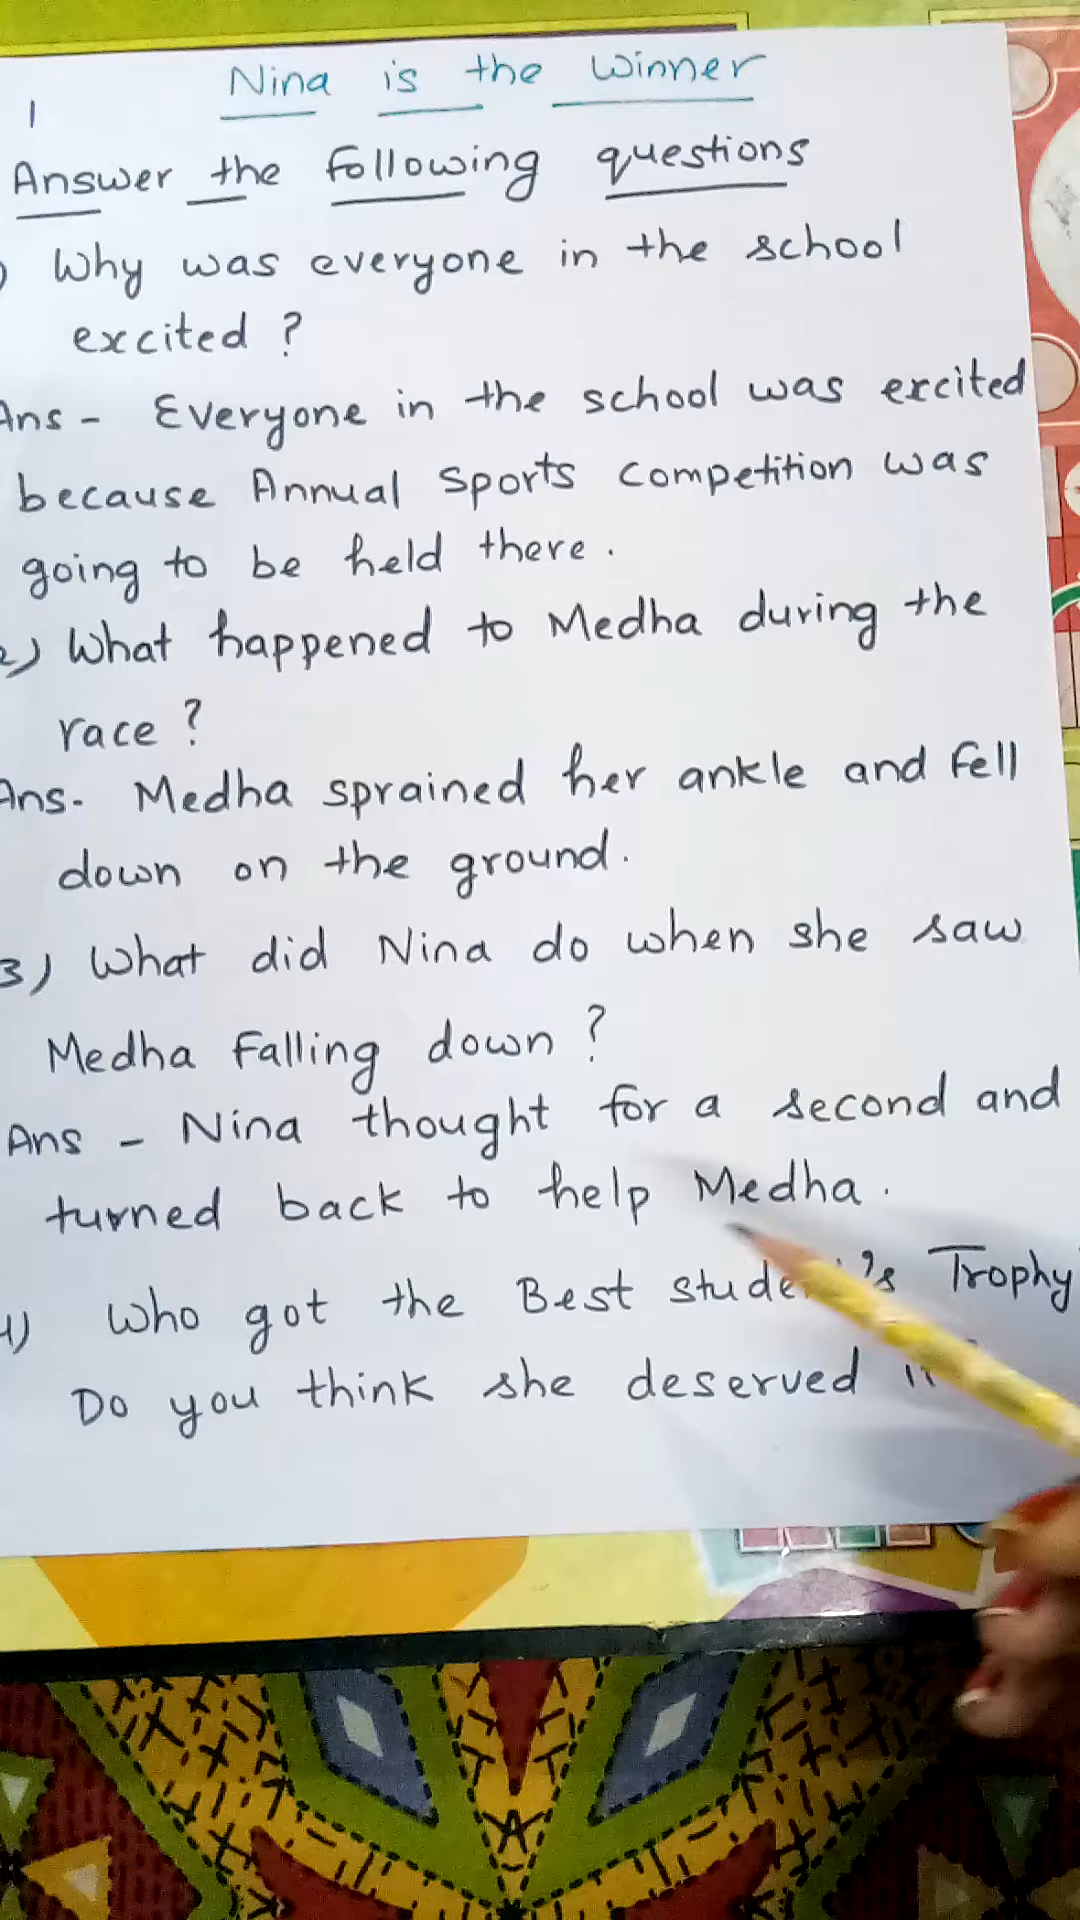 Nina is the Winner
1
Answer the following questions
) Why was everyone in the school
excited ?
Ans - Everyone in the school was excited
because Annual Sports competition was
going to be held there .
2) What happened to Medha during the
race ?
Ans - Medha sprained her ankle and fell
down on the ground .
3) What did Nina do when she saw
Medha falling down ?
Ans - Nina thought for a second and
turned back to help Medha .
4) Who got the Best Trophy
Do you think she deserved